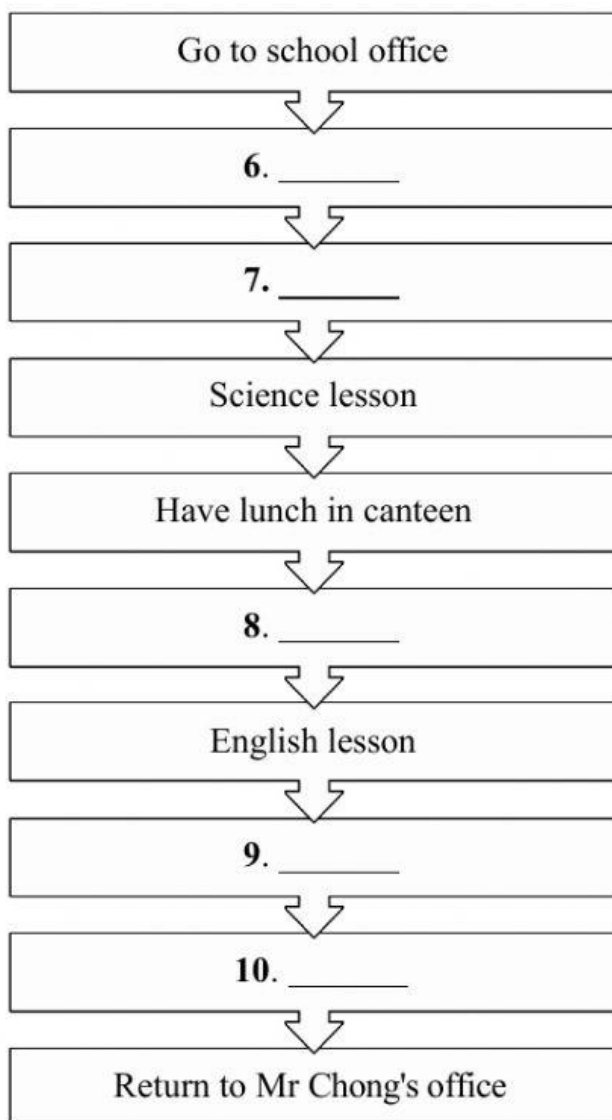 Go to school office
6. ________
7. ________
Science lesson
Have lunch in canteen
8. ________
English lesson
9. ________
10. ________
Return to Mr Chong's office